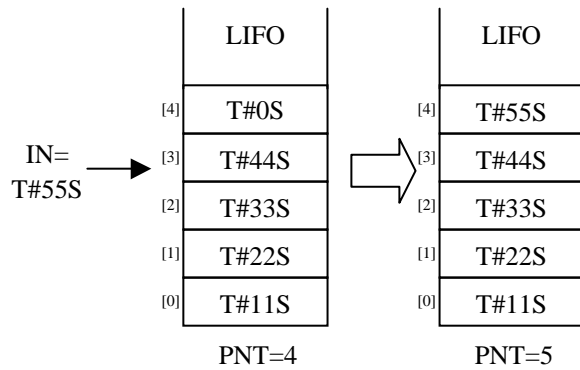 LIFO LIFO
[4] T#0S [4] T#55S
IN= [3] T#44S [3] T#44S
T#55S
[2] T#33S [2] T#33S
[1] T#22S [1] T#22S
[0] T#11S [0] T#11S
PNT=4 PNT=5